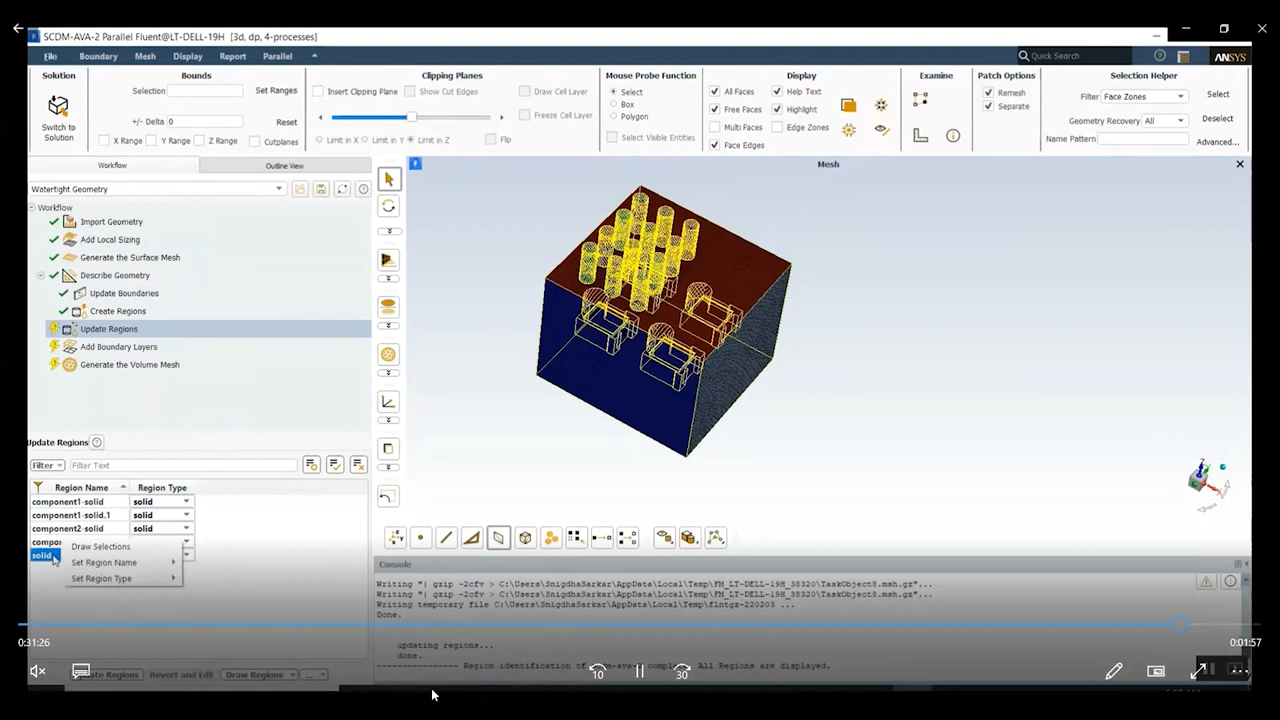 SCDM-AVA-2 Parallel Fluent@LT-DELL-19H [3d, dp, 4-processes]
File Boundary Mesh Display Report Parallel Quick Search ANSYS
Solution Bounds Clipping Planes Mouse Probe Function Display Examine Patch Options Selection Helper
Switch to Solution
Selection Set Ranges
+/- Delta 0 Reset
X Range Y Range Z Range Cutplanes
Insert Clipping Plane Show Cut Edges Draw Cell Layer
Freeze Cell Layer
Limit in X Limit in Y Limit in Z Flip
Select
Box
Polygon
Select Visible Entities
All Faces Help Text
Free Faces Highlight
Multi Faces Edge Zones
Face Edges
Remesh
Separate
Filter Face Zones Select
Geometry Recovery All Deselect
Name Pattern Advanced...
Workflow Outline View
Mesh
Watertight Geometry
Workflow
Import Geometry
Add Local Sizing
Generate the Surface Mesh
Describe Geometry
Update Boundaries
Create Regions
Update Regions
Add Boundary Layers
Generate the Volume Mesh
Update Regions
Filter Filter Text
Region Name Region Type
component1-solid solid
component1-solid.1 solid
component2-solid solid
compo
solid
Draw Selections
Set Region Name
Set Region Type
Console
Writing "| gzip -2cfv > C:\Users\SnigdhaSarkar\AppData\Local\Temp\FM_LT-DELL-19H_38320\TaskObject8.msh.gz"...
Writing "| gzip -2cfv > C:\Users\SnigdhaSarkar\AppData\Local\Temp\FM_LT-DELL-19H_38320\TaskObject8.msh.gz"...
Writing temporary file C:\Users\SnigdhaSarkar\AppData\Local\Temp\flntgz-220203 ...
Done.
updating regions...
done.
---------------- Region identification of All Regions are displayed.
0:31:26 0:01:57
Update Regions Revert and Edit Draw Regions ...
10 30